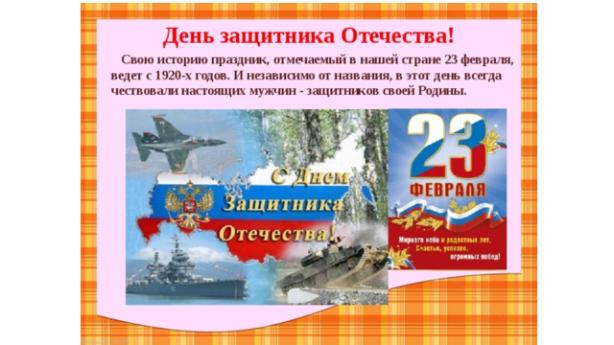 День защитника Отечества!
Свою историю праздник, отмечаемый в нашей стране 23 февраля,
ведет с 1920-х годов. И независимо от названия, в этот день всегда
чествовали настоящих мужчин - защитников своей Родины.
С Днем
Защитника
Отечества!
23
ФЕВРАЛЯ
Мирного неба и радостных лет,
Счастья, успехов,
огромных побед!